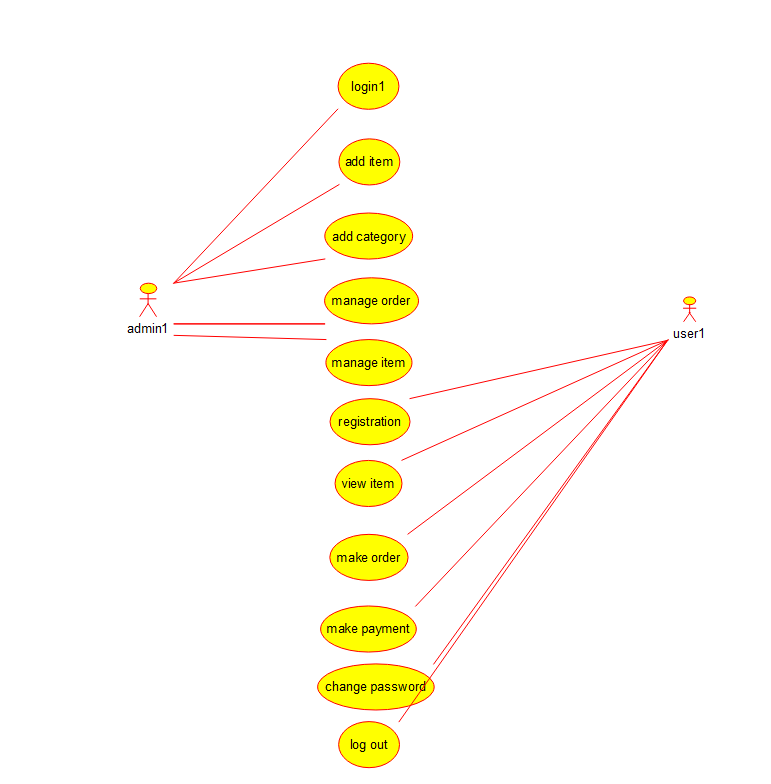 login1
add item
add category
manage order
admin1
user1
manage item
registration
view item
make order
make payment
change password
log out